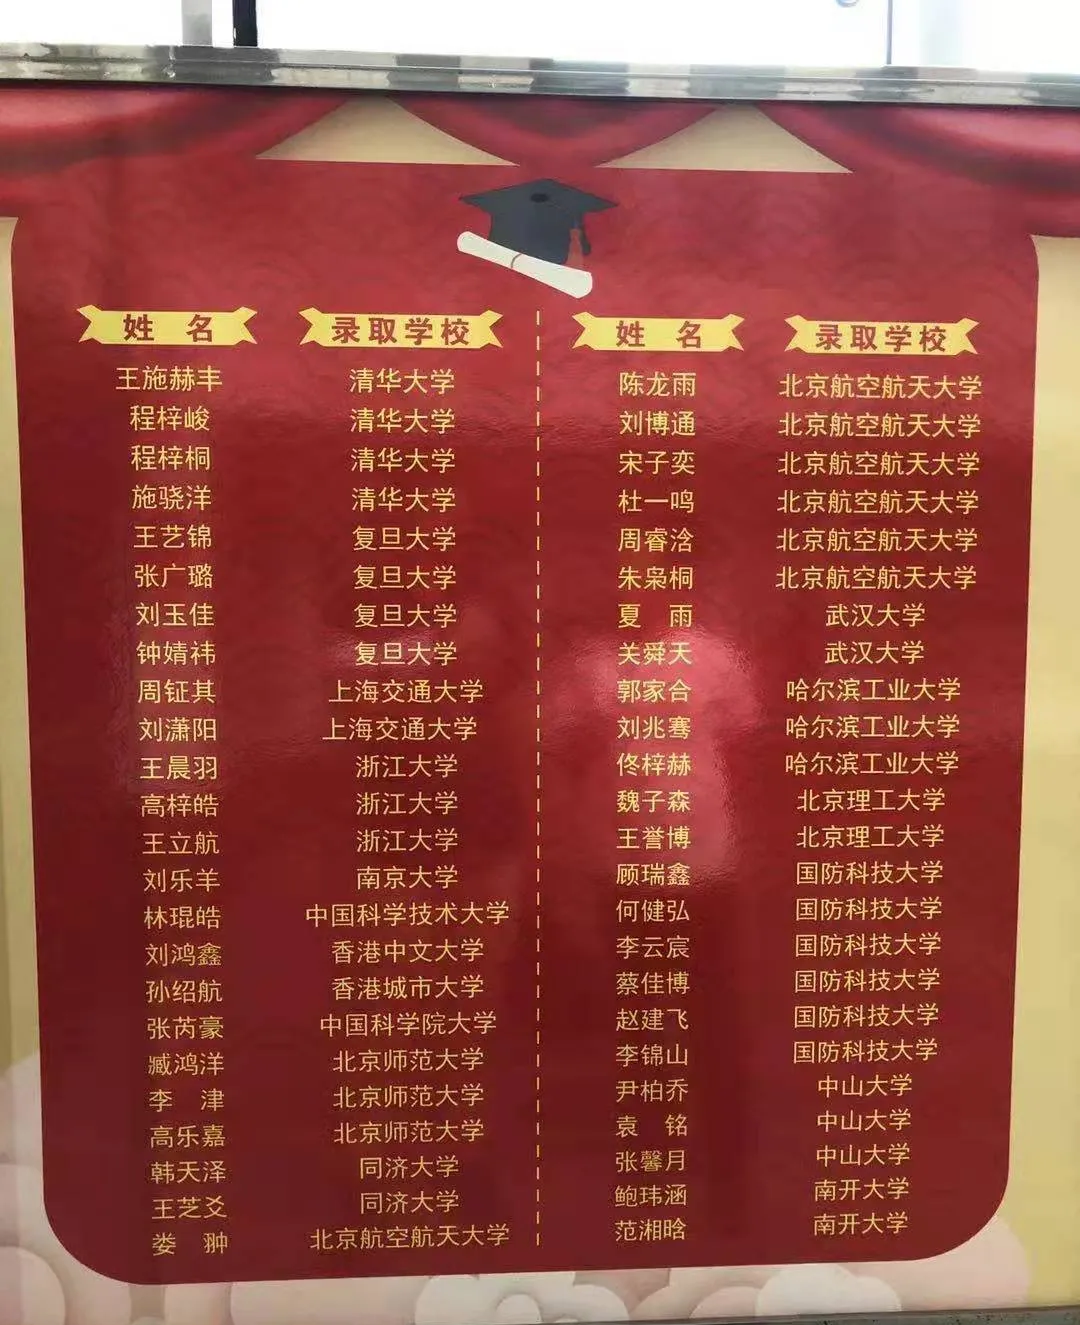 姓 名 录取学校
王施赫丰 清华大学
程梓峻 清华大学
程梓桐 清华大学
施骁洋 清华大学
王艺锦 复旦大学
张广璐 复旦大学
刘玉佳 复旦大学
钟婧祎 复旦大学
周钲其 上海交通大学
刘潇阳 上海交通大学
王晨羽 浙江大学
高梓皓 浙江大学
王立航 浙江大学
刘乐羊 南京大学
林琨皓 中国科学技术大学
刘鸿鑫 香港中文大学
孙绍航 香港城市大学
张芮豪 中国科学院大学
臧鸿洋 北京师范大学
李 津 北京师范大学
高乐嘉 北京师范大学
韩天泽 同济大学
王芝爻 同济大学
娄 翀 北京航空航天大学
姓 名 录取学校
陈龙雨 北京航空航天大学
刘博通 北京航空航天大学
宋子奕 北京航空航天大学
杜一鸣 北京航空航天大学
周睿浛 北京航空航天大学
朱枭桐 北京航空航天大学
夏 雨 武汉大学
关舜天 武汉大学
郭家合 哈尔滨工业大学
刘兆骞 哈尔滨工业大学
佟梓赫 哈尔滨工业大学
魏子森 北京理工大学
王誉博 北京理工大学
顾瑞鑫 国防科技大学
何健弘 国防科技大学
李云宸 国防科技大学
蔡佳博 国防科技大学
赵建飞 国防科技大学
李锦山 国防科技大学
尹柏乔 中山大学
袁 铭 中山大学
张馨月 中山大学
鲍玮涵 南开大学
范湘晗 南开大学